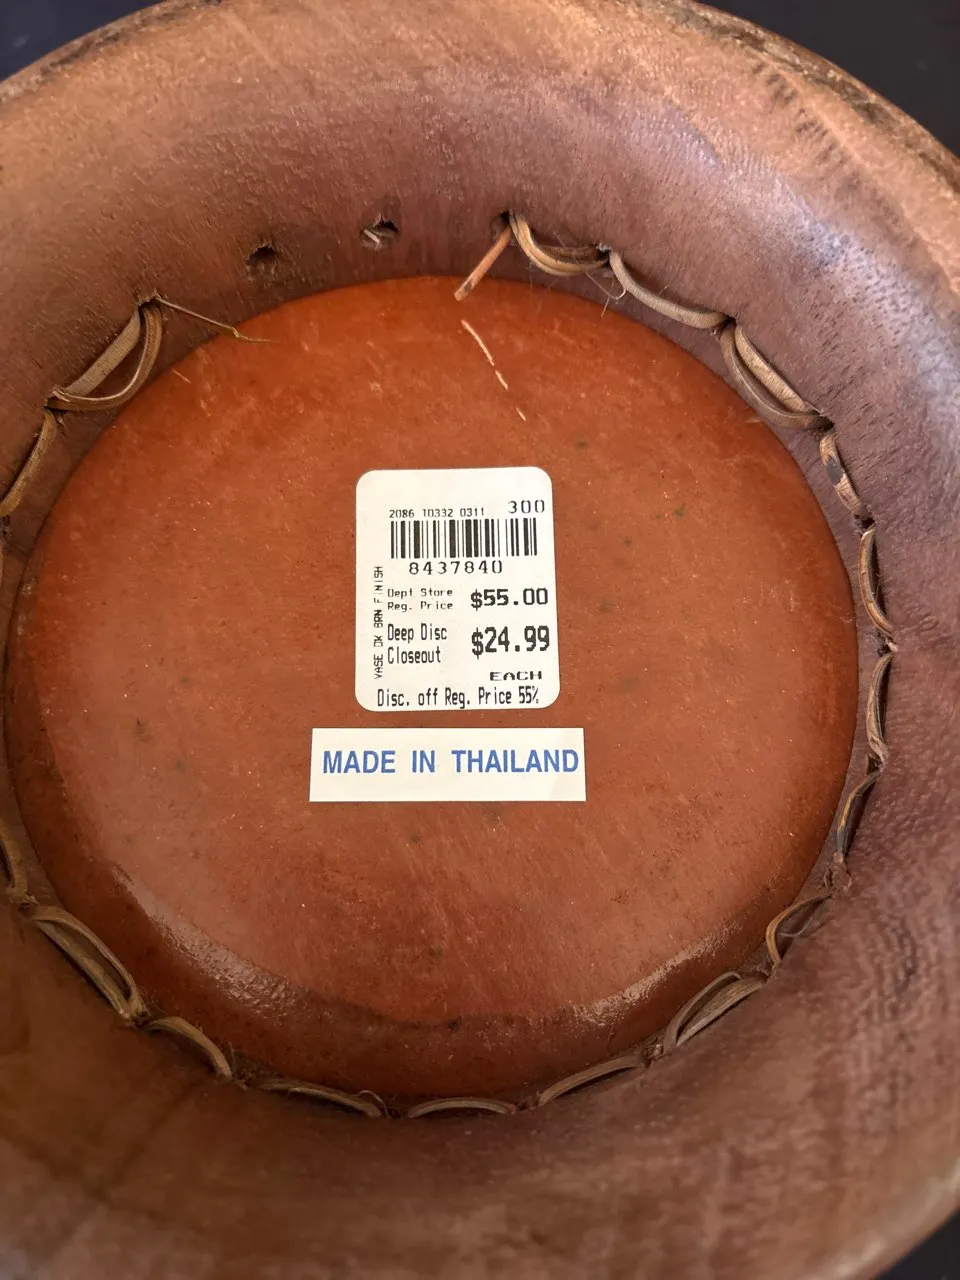 2086 10332 0311 300
8437840
VASE DK BRN FINISH
Dept Store
Reg. Price $55.00
Deep Disc
Closeout $24.99
EACH
Disc. off Reg. Price 55%
MADE IN THAILAND